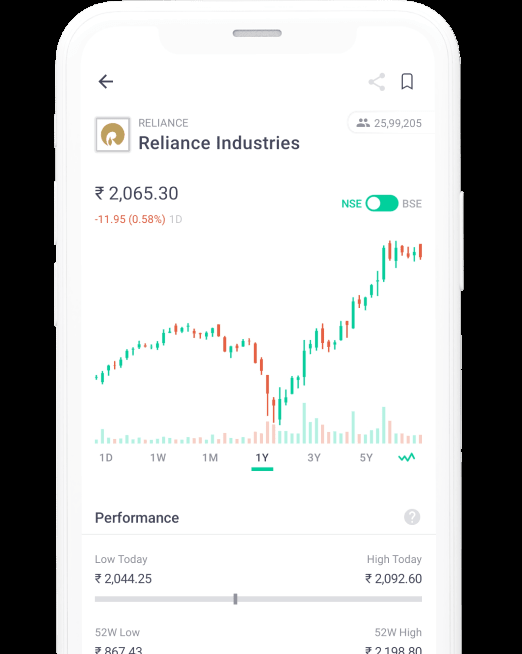 RELIANCE
25,99,205
Reliance Industries
₹ 2,065.30
NSE BSE
-11.95 (0.58%) 1D
1D 1W 1M 1Y 3Y 5Y
Performance ?
Low Today High Today
₹ 2,044.25 ₹ 2,092.60
52W Low 52W High
₹ 867.43 ₹ 2,198.80